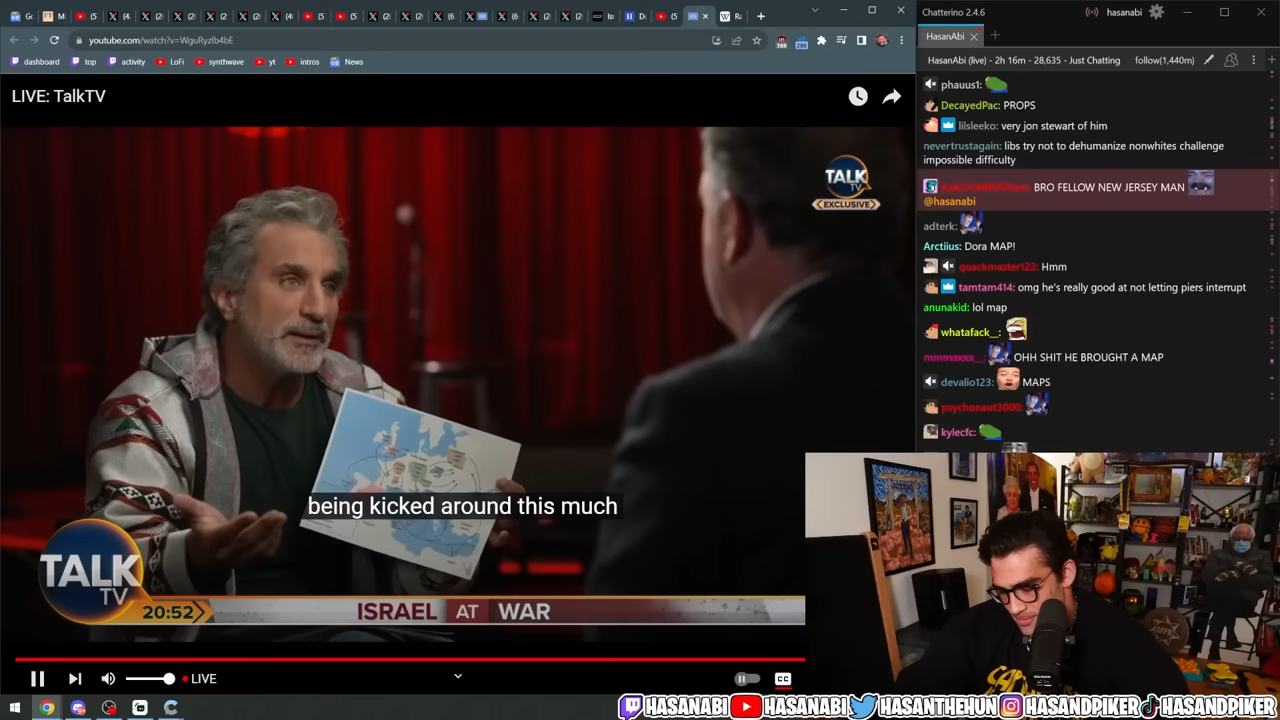 youtube.com/watch?v=WguRyzIb4bE
dashboard
top
activity
LoFi
synthwave
yt
intros
News
LIVE: TalkTV
TALK
TV
EXCLUSIVE
being kicked around this much
TALK
TV
20:52
ISRAEL AT WAR
LIVE
CC
Chatterino 2.4.6
hasanabi
HasanAbi
HasanAbi (live) - 2h 16m - 28,635 - Just Chatting
follow(1,440m)
phauus1:
DecayedPac: PROPS
lilsleeko: very jon stewart of him
nevertrustagain: libs try not to dehumanize nonwhites challenge
impossible difficulty
BRO FELLOW NEW JERSEY MAN
@hasanabi
adterk:
Arctiius: Dora MAP!
quackmaster123: Hmm
tamtam414: omg he's really good at not letting piers interrupt
anunakid: lol map
whatafack__:
mmmaxxx_: OHH SHIT HE BROUGHT A MAP
devalio123: MAPS
psychonaut3000:
kylecfc:
HASANABI HASANABI HASANTHEHUN HASANDPIKER HASANDPIKER